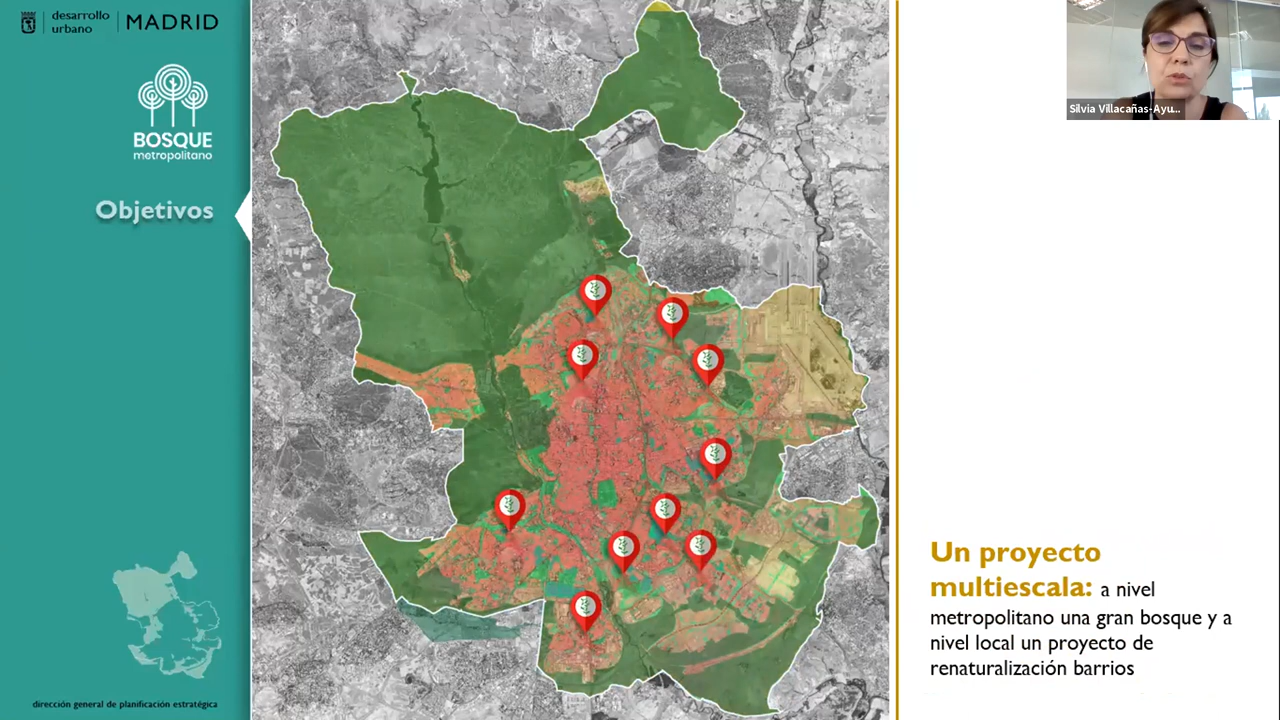 desarrollo
urbano
MADRID
BOSQUE
metropolitano
Objetivos
dirección general de planificación estratégica
Silvia Villacañas-Ayu...
Un proyecto
multiescala: a nivel
metropolitano una gran bosque y a
nivel local un proyecto de
renaturalización barrios